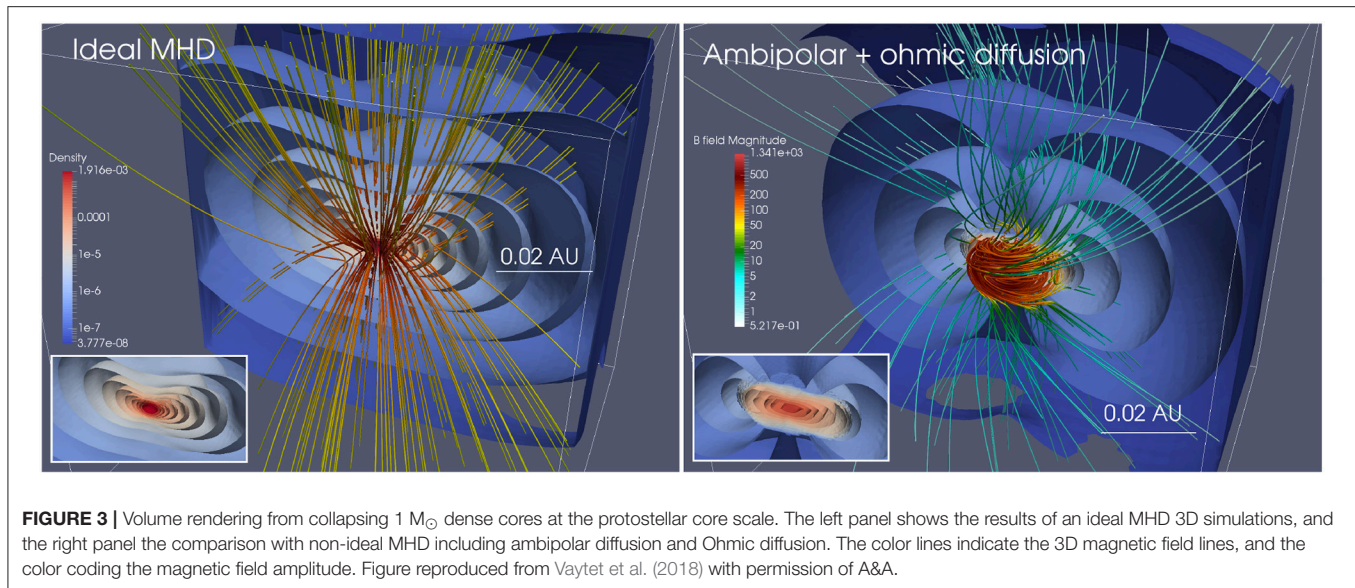 Ideal MHD
Density
1.916e-03
0.0001
1e-5
1e-6
1e-7
3.777e-08
0.02 AU
Ambipolar + ohmic diffusion
B field Magnitude
1.341e+03
500
200
100
50
20
10
5
2
1
5.217e-01
0.02 AU
FIGURE 3 | Volume rendering from collapsing 1 M⊙ dense cores at the protostellar core scale. The left panel shows the results of an ideal MHD 3D simulations, and
the right panel the comparison with non-ideal MHD including ambipolar diffusion and Ohmic diffusion. The color lines indicate the 3D magnetic field lines, and the
color coding the magnetic field amplitude. Figure reproduced from Vaytet et al. (2018) with permission of A&A.